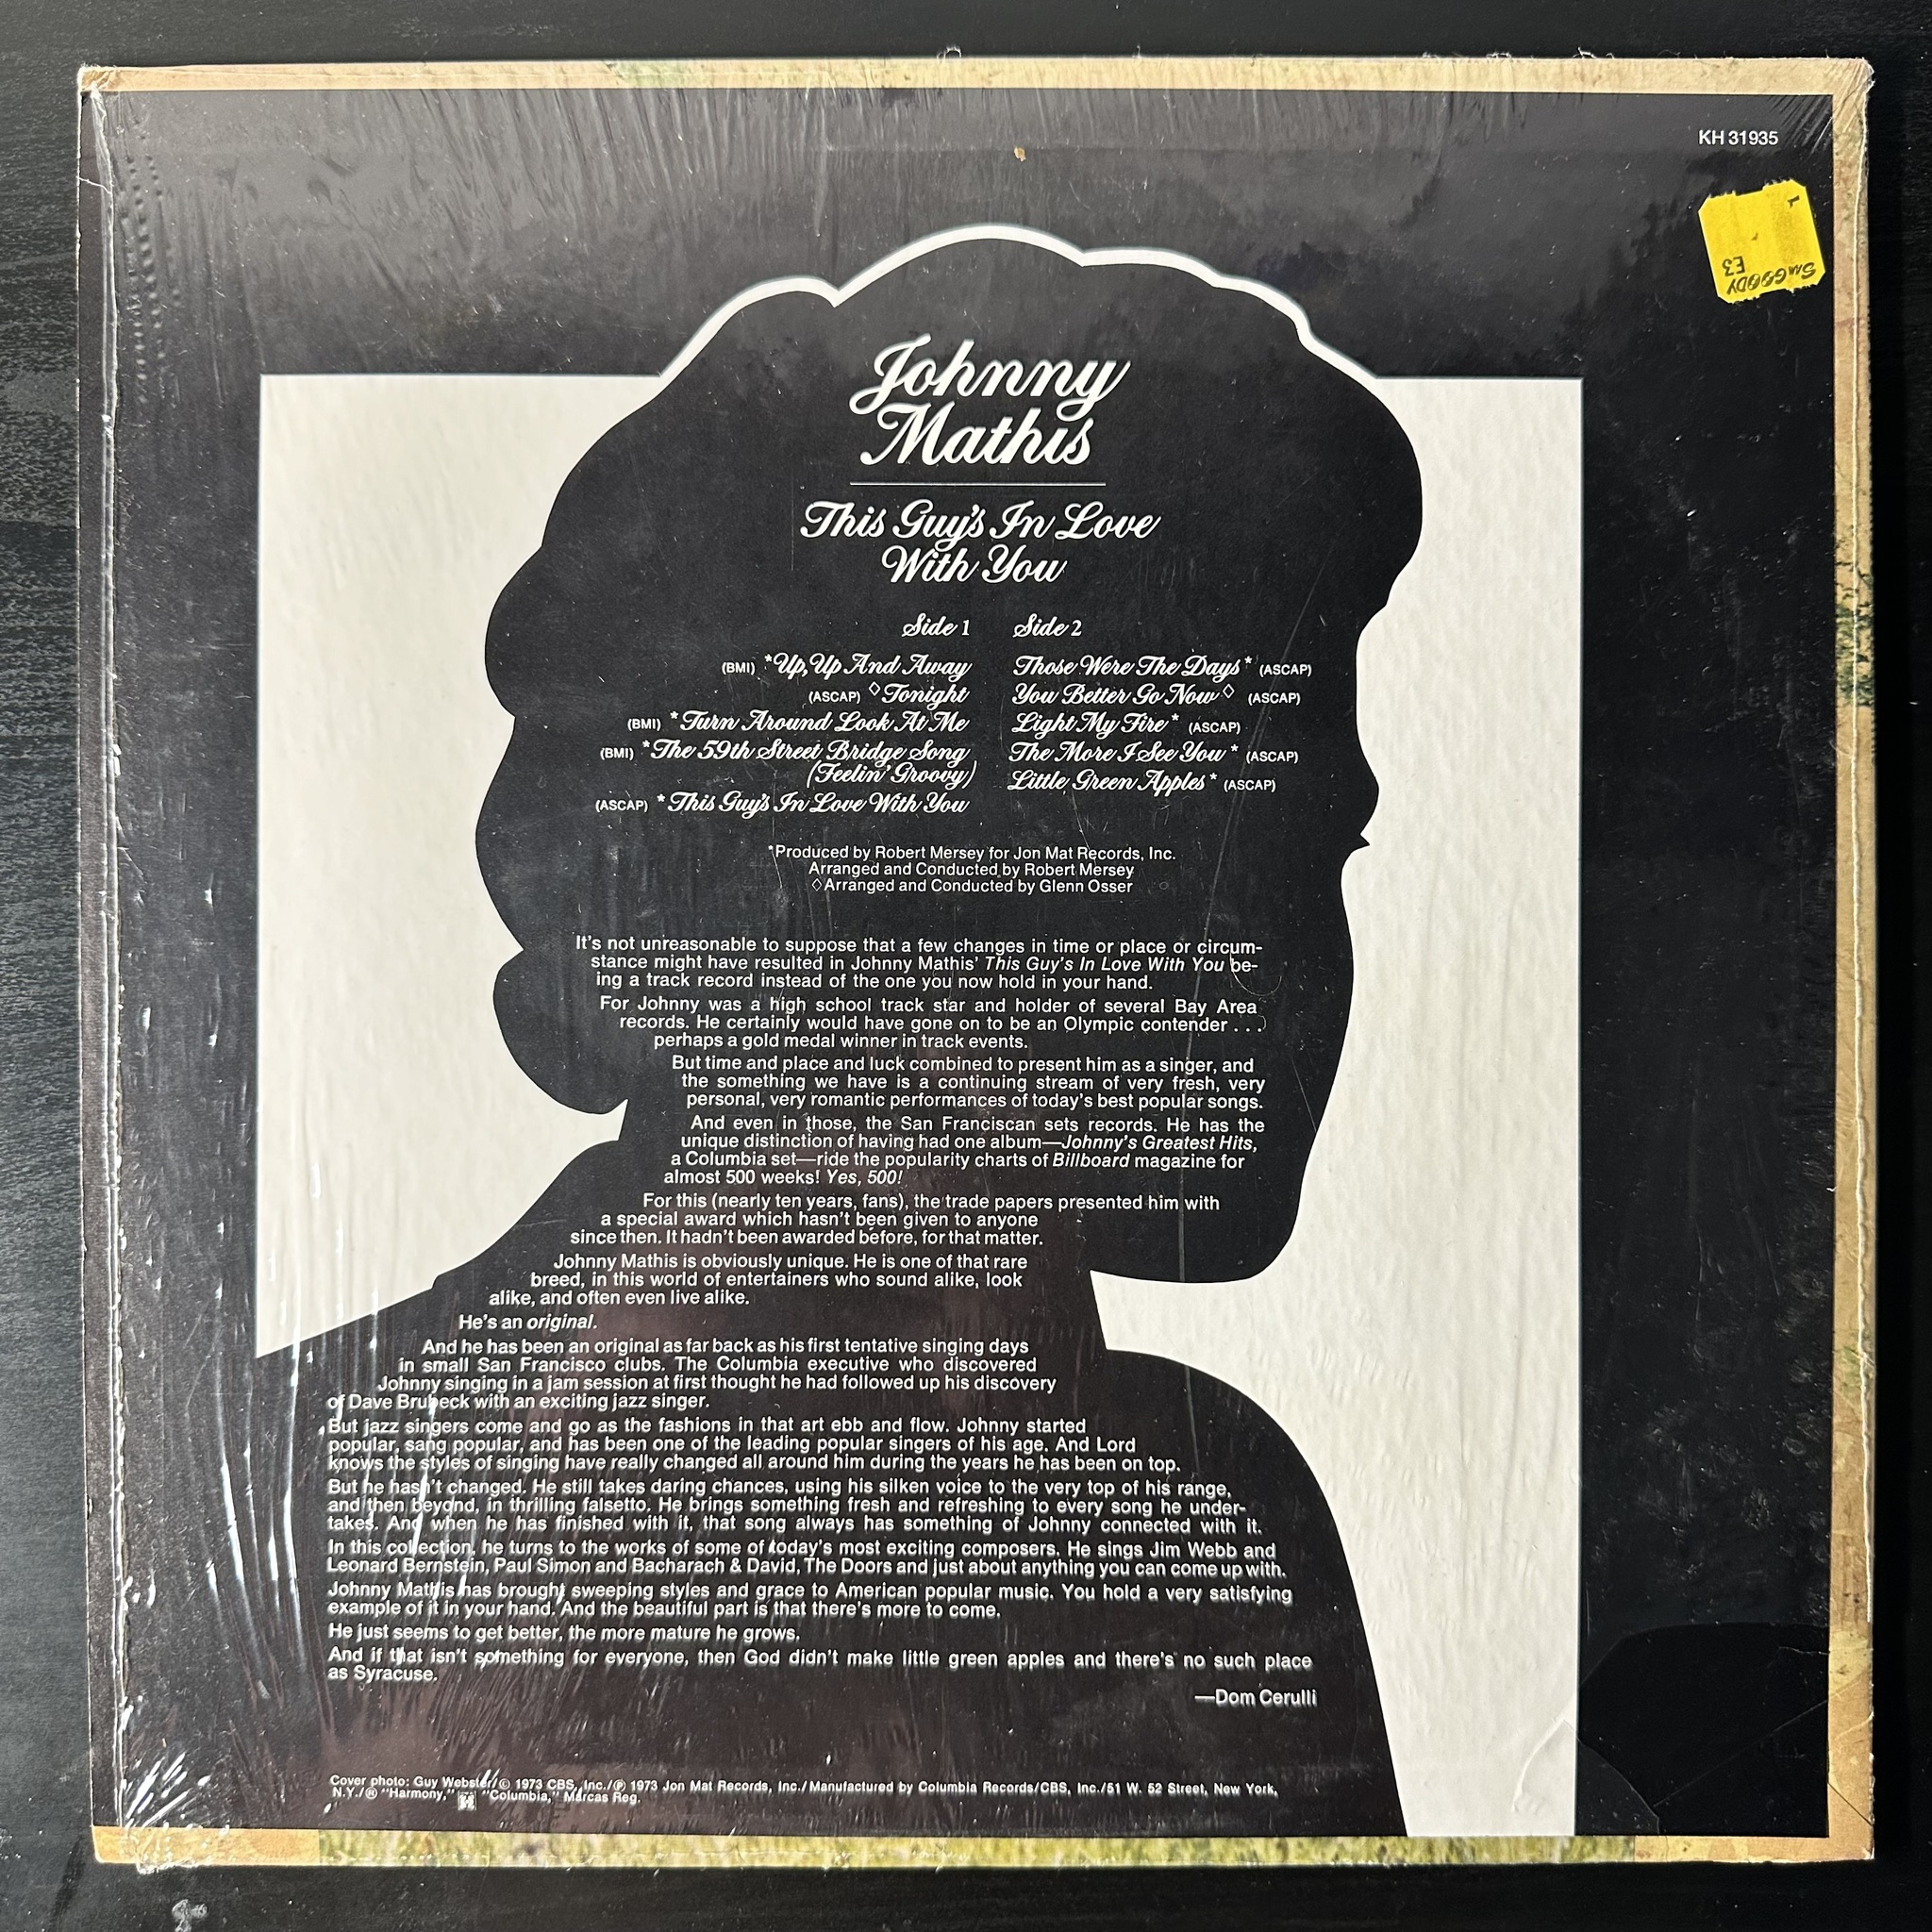 KH 31935
Sam GOODY
E3
Johnny
Mathis
This Guy's In Love
With You
Side 1
(BMI) *Up, Up And Away
(ASCAP) ◇Tonight
(BMI) *Turn Around Look At Me
(BMI) *The 59th Street Bridge Song
(Feelin' Groovy)
(ASCAP) *This Guy's In Love With You
Side 2
Those Were The Days* (ASCAP)
You Better Go Now◇ (ASCAP)
Light My Fire* (ASCAP)
The More I See You* (ASCAP)
Little Green Apples* (ASCAP)
*Produced by Robert Mersey for Jon Mat Records, Inc.
Arranged and Conducted by Robert Mersey
◇Arranged and Conducted by Glenn Osser
It's not unreasonable to suppose that a few changes in time or place or circum-
stance might have resulted in Johnny Mathis' This Guy's In Love With You be-
ing a track record instead of the one you now hold in your hand.
For Johnny was a high school track star and holder of several Bay Area
records. He certainly would have gone on to be an Olympic contender . . .
perhaps a gold medal winner in track events.
But time and place and luck combined to present him as a singer, and
the something we have is a continuing stream of very fresh, very
personal, very romantic performances of today's best popular songs.
And even in those, the San Franciscan sets records. He has the
unique distinction of having had one album—Johnny's Greatest Hits,
a Columbia set—ride the popularity charts of Billboard magazine for
almost 500 weeks! Yes, 500!
For this (nearly ten years, fans), the trade papers presented him with
a special award which hasn't been given to anyone
since then. It hadn't been awarded before, for that matter.
Johnny Mathis is obviously unique. He is one of that rare
breed, in this world of entertainers who sound alike, look
alike, and often even live alike.
He's an original.
And he has been an original as far back as his first tentative singing days
in small San Francisco clubs. The Columbia executive who discovered
Johnny singing in a jam session at first thought he had followed up his discovery
of Dave Brubeck with an exciting jazz singer.
But jazz singers come and go as the fashions in that art ebb and flow. Johnny started
popular, sang popular, and has been one of the leading popular singers of his age. And Lord
knows the styles of singing have really changed all around him during the years he has been on top.
But he hasn't changed. He still takes daring chances, using his silken voice to the very top of his range,
and then beyond, in thrilling falsetto. He brings something fresh and refreshing to every song he under-
takes. And when he has finished with it, that song always has something of Johnny connected with it.
In this collection, he turns to the works of some of today's most exciting composers. He sings Jim Webb and
Leonard Bernstein, Paul Simon and Bacharach & David, The Doors and just about anything you can come up with.
Johnny Mathis has brought sweeping styles and grace to American popular music. You hold a very satisfying
example of it in your hand. And the beautiful part is that there's more to come.
He just seems to get better, the more mature he grows.
And if that isn't something for everyone, then God didn't make little green apples and there's no such place
as Syracuse.
—Dom Cerulli
Cover photo: Guy Webster/© 1973 CBS, Inc./℗ 1973 Jon Mat Records, Inc./Manufactured by Columbia Records/CBS, Inc./51 W. 52 Street, New York,
N.Y./® "Harmony," H "Columbia," Marcas Reg.